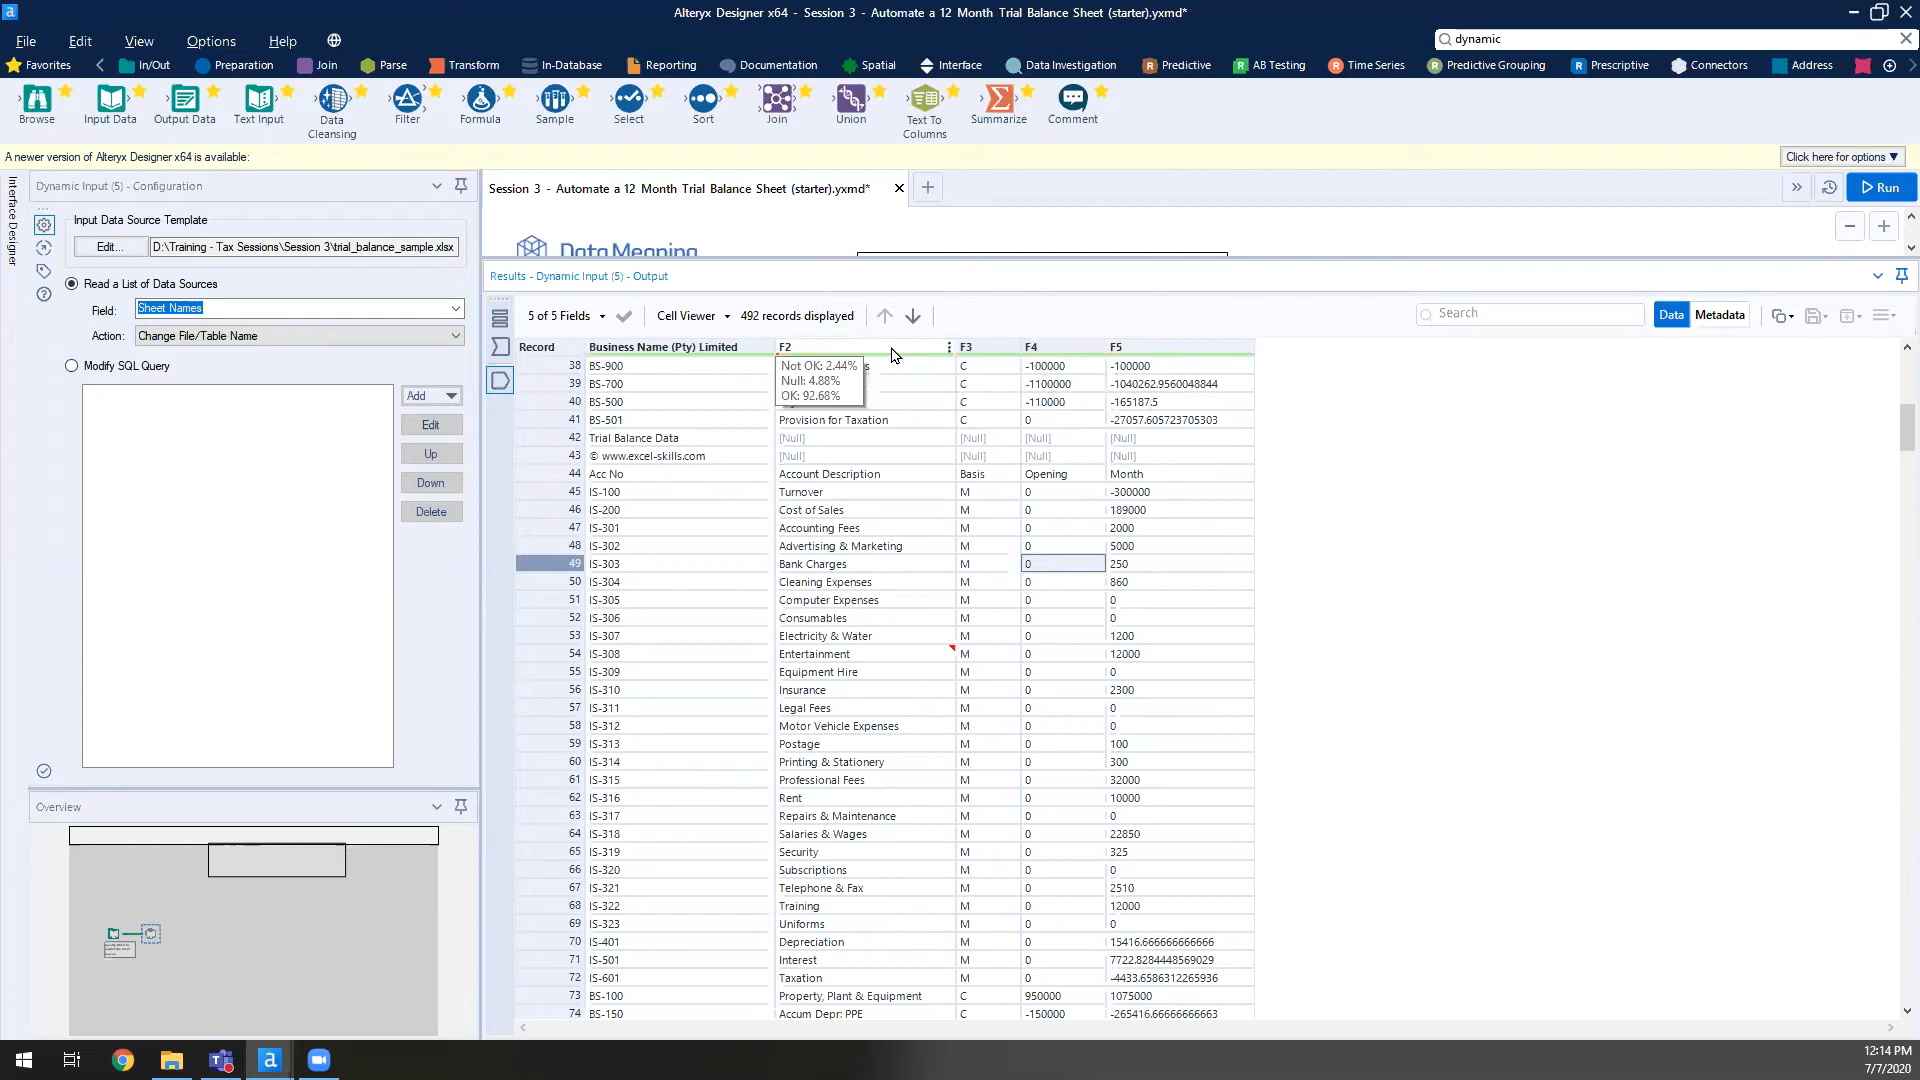 Alteryx Designer x64 - Session 3 - Automate a 12 Month Trial Balance Sheet (starter).yxmd*
File Edit View Options Help
dynamic
Favorites In/Out Preparation Join Parse Transform In-Database Reporting Documentation Spatial Interface Data Investigation Predictive AB Testing Time Series Predictive Grouping Prescriptive Connectors Address
Browse Input Data Output Data Text Input Data Cleansing Filter Formula Sample Select Sort Join Union Text To Columns Summarize Comment
A newer version of Alteryx Designer x64 is available:
Click here for options ▼
Interface Designer
Dynamic Input (5) - Configuration
Input Data Source Template
Edit... D:\Training - Tax Sessions\Session 3\trial_balance_sample.xlsx
Read a List of Data Sources
Field: Sheet Names
Action: Change File/Table Name
Modify SQL Query
Add
Edit
Up
Down
Delete
Overview
Session 3 - Automate a 12 Month Trial Balance Sheet (starter).yxmd*
Run
Data Meaning
Results - Dynamic Input (5) - Output
5 of 5 Fields Cell Viewer 492 records displayed
Search
Data Metadata
Record Business Name (Pty) Limited F2 F3 F4 F5
Not OK: 2.44%
Null: 4.88%
OK: 92.68%
38 BS-900 s C -100000 -100000
39 BS-700 C -1100000 -1040262.9560048844
40 BS-500 C -110000 -165187.5
41 BS-501 Provision for Taxation C 0 -27057.605723705303
42 Trial Balance Data [Null] [Null] [Null] [Null]
43 © www.excel-skills.com [Null] [Null] [Null] [Null]
44 Acc No Account Description Basis Opening Month
45 IS-100 Turnover M 0 -300000
46 IS-200 Cost of Sales M 0 189000
47 IS-301 Accounting Fees M 0 2000
48 IS-302 Advertising & Marketing M 0 5000
49 IS-303 Bank Charges M 0 250
50 IS-304 Cleaning Expenses M 0 860
51 IS-305 Computer Expenses M 0 0
52 IS-306 Consumables M 0 0
53 IS-307 Electricity & Water M 0 1200
54 IS-308 Entertainment M 0 12000
55 IS-309 Equipment Hire M 0 0
56 IS-310 Insurance M 0 2300
57 IS-311 Legal Fees M 0 0
58 IS-312 Motor Vehicle Expenses M 0 0
59 IS-313 Postage M 0 100
60 IS-314 Printing & Stationery M 0 300
61 IS-315 Professional Fees M 0 32000
62 IS-316 Rent M 0 10000
63 IS-317 Repairs & Maintenance M 0 0
64 IS-318 Salaries & Wages M 0 22850
65 IS-319 Security M 0 325
66 IS-320 Subscriptions M 0 0
67 IS-321 Telephone & Fax M 0 2510
68 IS-322 Training M 0 12000
69 IS-323 Uniforms M 0 0
70 IS-401 Depreciation M 0 15416.666666666666
71 IS-501 Interest M 0 7722.8284448569029
72 IS-601 Taxation M 0 -4433.6586312265936
73 BS-100 Property, Plant & Equipment C 950000 1075000
74 BS-150 Accum Depr: PPE C -150000 -265416.66666666663
12:14 PM
7/7/2020